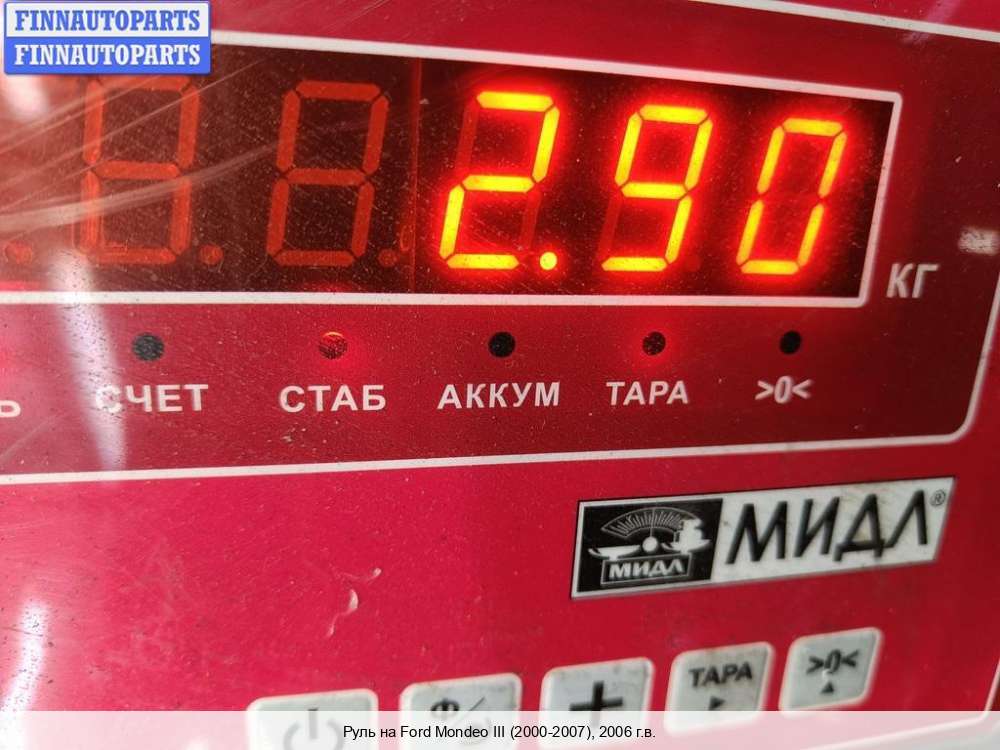 FINNAUTOPARTS
FINNAUTOPARTS
2.90
КГ
Ь СЧЕТ СТАБ АККУМ ТАРА >0<
МИДЛ МИДЛ®
Ф/
+ ТАРА >0<
Руль на Ford Mondeo III (2000-2007), 2006 г.в.